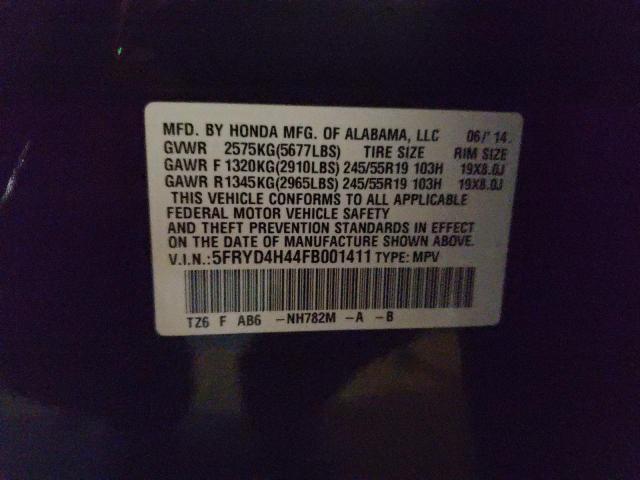 MFD. BY HONDA MFG. OF ALABAMA, LLC 06/'14.
GVWR 2575KG(5677LBS) TIRE SIZE RIM SIZE
GAWR F 1320KG(2910LBS) 245/55R19 103H 19X8.0J
GAWR R1345KG(2965LBS) 245/55R19 103H 19X8.0J
THIS VEHICLE CONFORMS TO ALL APPLICABLE
FEDERAL MOTOR VEHICLE SAFETY
AND THEFT PREVENTION STANDARDS IN EFFECT
ON THE DATE OF MANUFACTURE SHOWN ABOVE.
V.I.N.:5FRYD4H44FB001411 TYPE: MPV
TZ6 F AB6 -NH782M -A -B